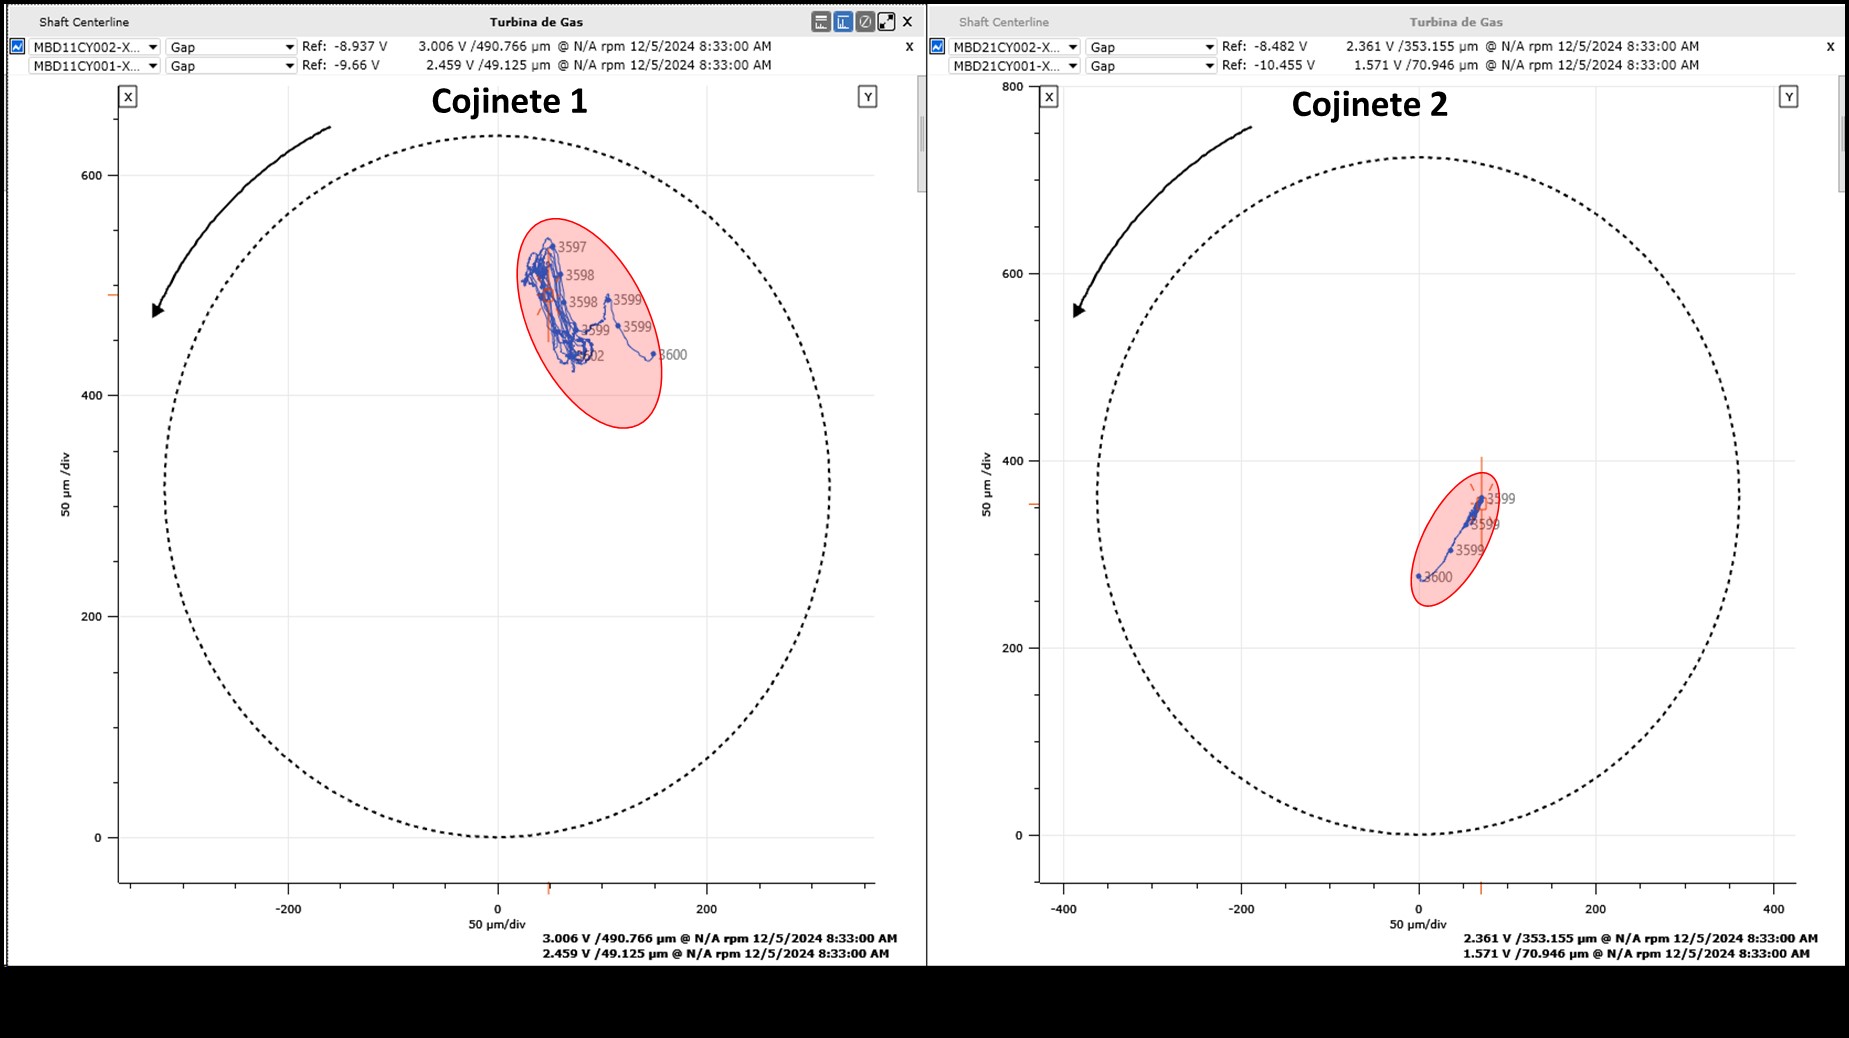 Shaft Centerline
Turbina de Gas
X
MBD11CY002-X... Gap Ref: -8.937 V 3.006 V /490.766 µm @ N/A rpm 12/5/2024 8:33:00 AM X
MBD11CY001-X... Gap Ref: -9.66 V 2.459 V /49.125 µm @ N/A rpm 12/5/2024 8:33:00 AM
X
Cojinete 1
Y
600
400
200
0
50 µm /div
3597
3598
3598
3599
3599
3599
3602
3600
-200
0
200
50 µm/div
3.006 V /490.766 µm @ N/A rpm 12/5/2024 8:33:00 AM
2.459 V /49.125 µm @ N/A rpm 12/5/2024 8:33:00 AM
Shaft Centerline
Turbina de Gas
MBD21CY002-X... Gap Ref: -8.482 V 2.361 V /353.155 µm @ N/A rpm 12/5/2024 8:33:00 AM X
MBD21CY001-X... Gap Ref: -10.455 V 1.571 V /70.946 µm @ N/A rpm 12/5/2024 8:33:00 AM
X
Cojinete 2
Y
800
600
400
200
0
50 µm /div
3599
3599
3599
3600
-400
-200
0
200
400
50 µm/div
2.361 V /353.155 µm @ N/A rpm 12/5/2024 8:33:00 AM
1.571 V /70.946 µm @ N/A rpm 12/5/2024 8:33:00 AM